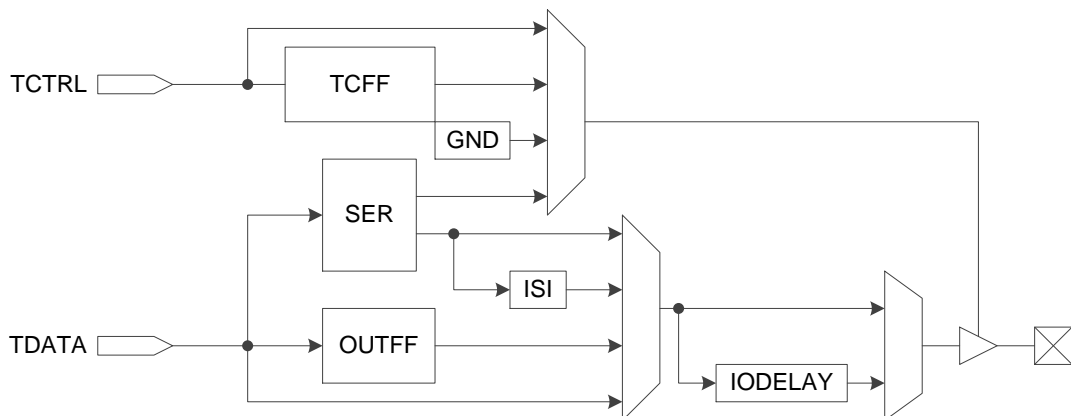 TCTRL
TCFF
GND
SER
ISI
TDATA
OUTFF
IODELAY